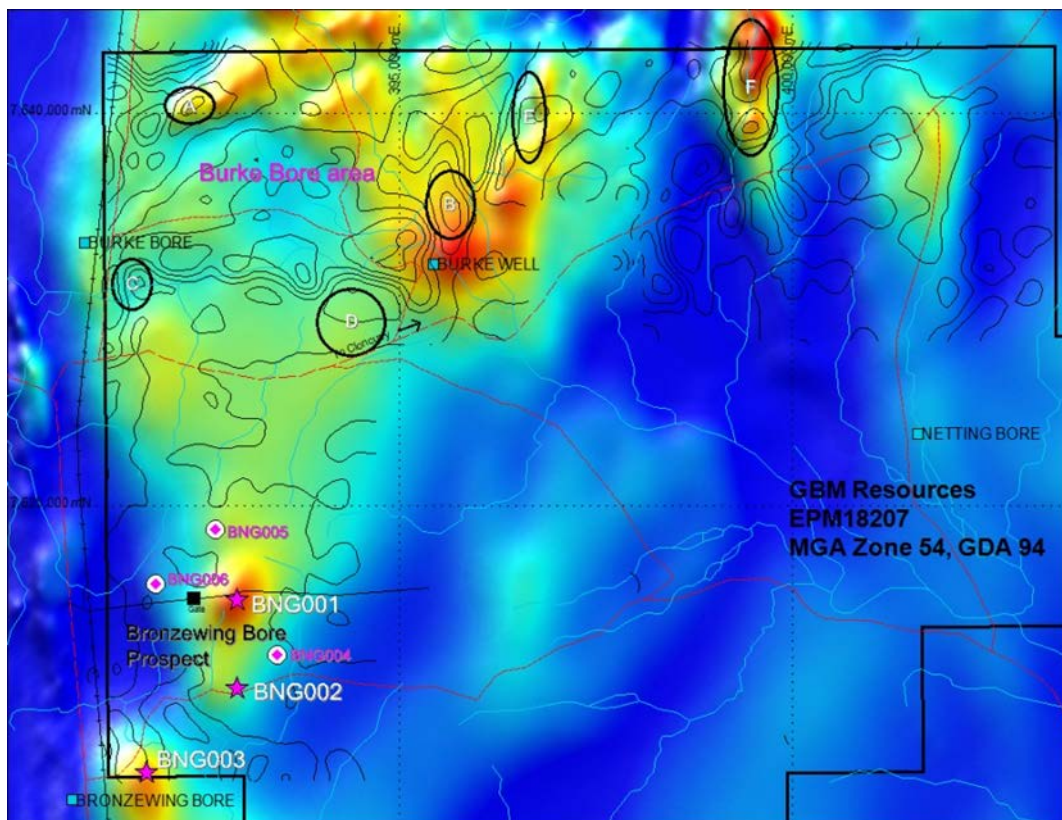 395,000 mE
400,000 mE
7,640,000 mN
A
E
F
Burke Bore area
B
BURKE BORE
BURKE WELL
C
D
To Cloncurry
NETTING BORE
GBM Resources
EPM18207
MGA Zone 54, GDA 94
BNG005
BNG006
Gate
BNG001
Bronzewing Bore
Prospect
BNG004
BNG002
BNG003
BRONZEWING BORE